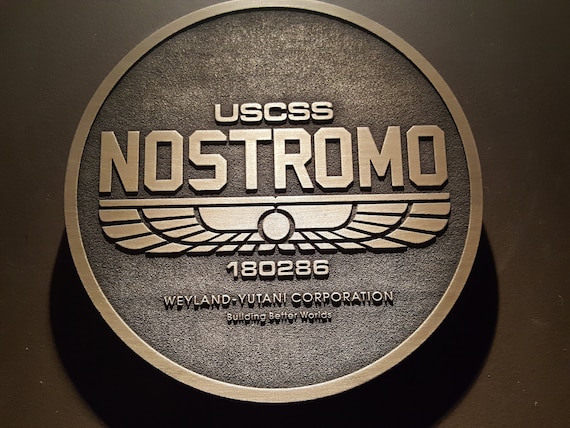 USCSS
NOSTROMO
180286
WEYLAND-YUTANI CORPORATION
Building Better Worlds